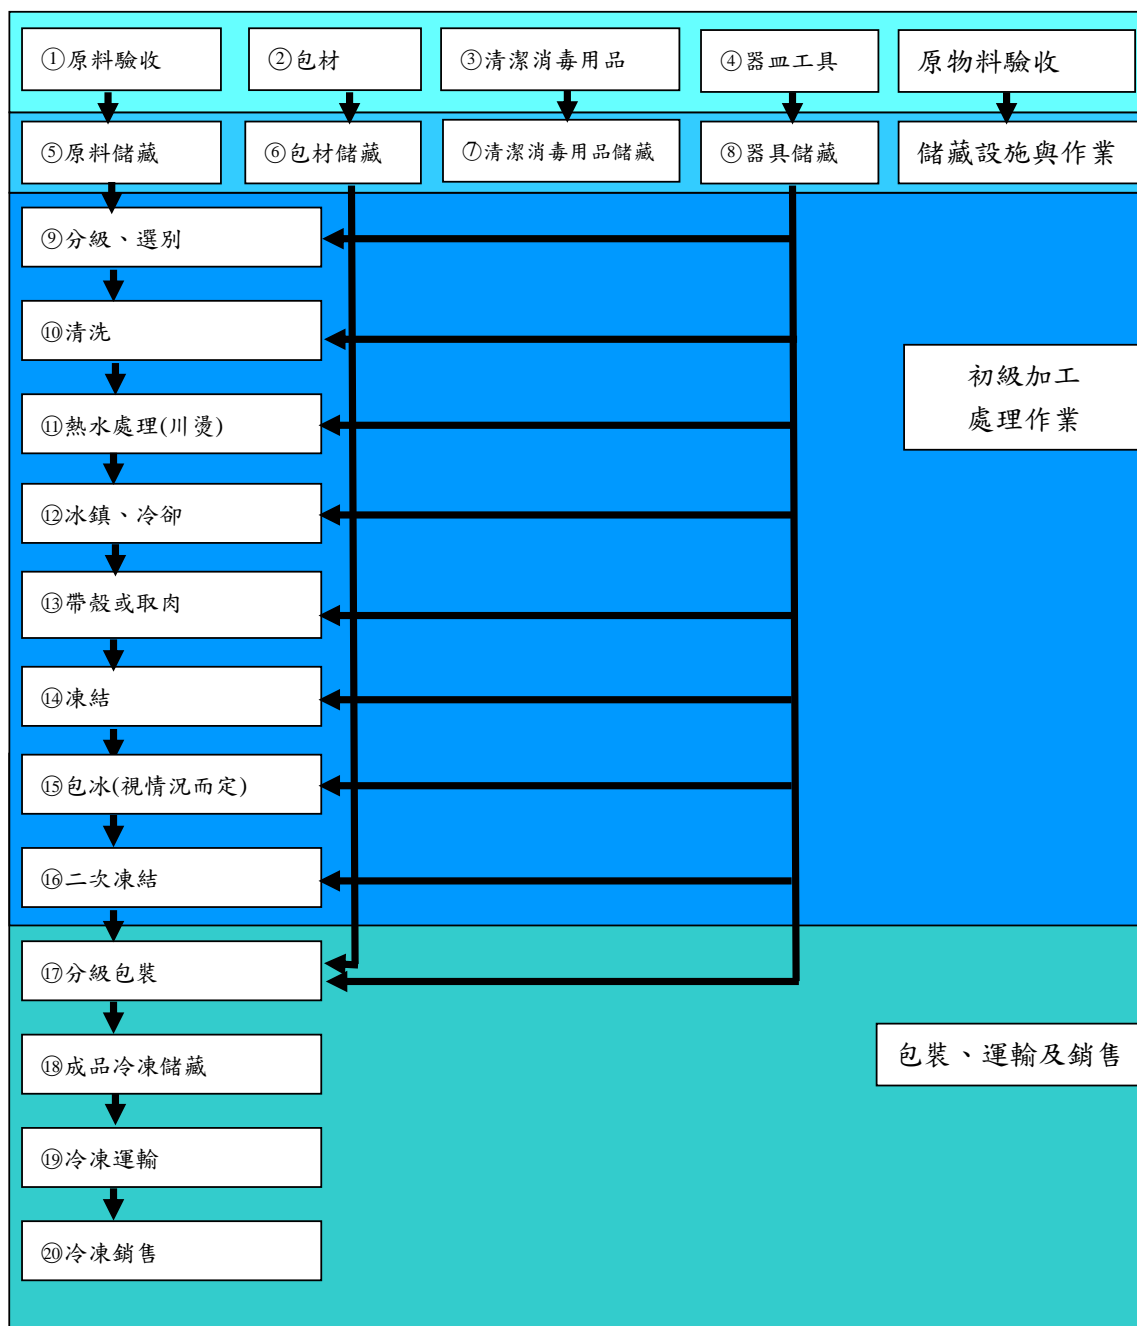 ①原料驗收
②包材
③清潔消毒用品
④器皿工具
原物料驗收
⑤原料儲藏
⑥包材儲藏
⑦清潔消毒用品儲藏
⑧器具儲藏
儲藏設施與作業
⑨分級、選別
⑩清洗
初級加工
處理作業
⑪熱水處理(川燙)
⑫冰鎮、冷卻
⑬帶殼或取肉
⑭凍結
⑮包冰(視情況而定)
⑯二次凍結
⑰分級包裝
包裝、運輸及銷售
⑱成品冷凍儲藏
⑲冷凍運輸
⑳冷凍銷售